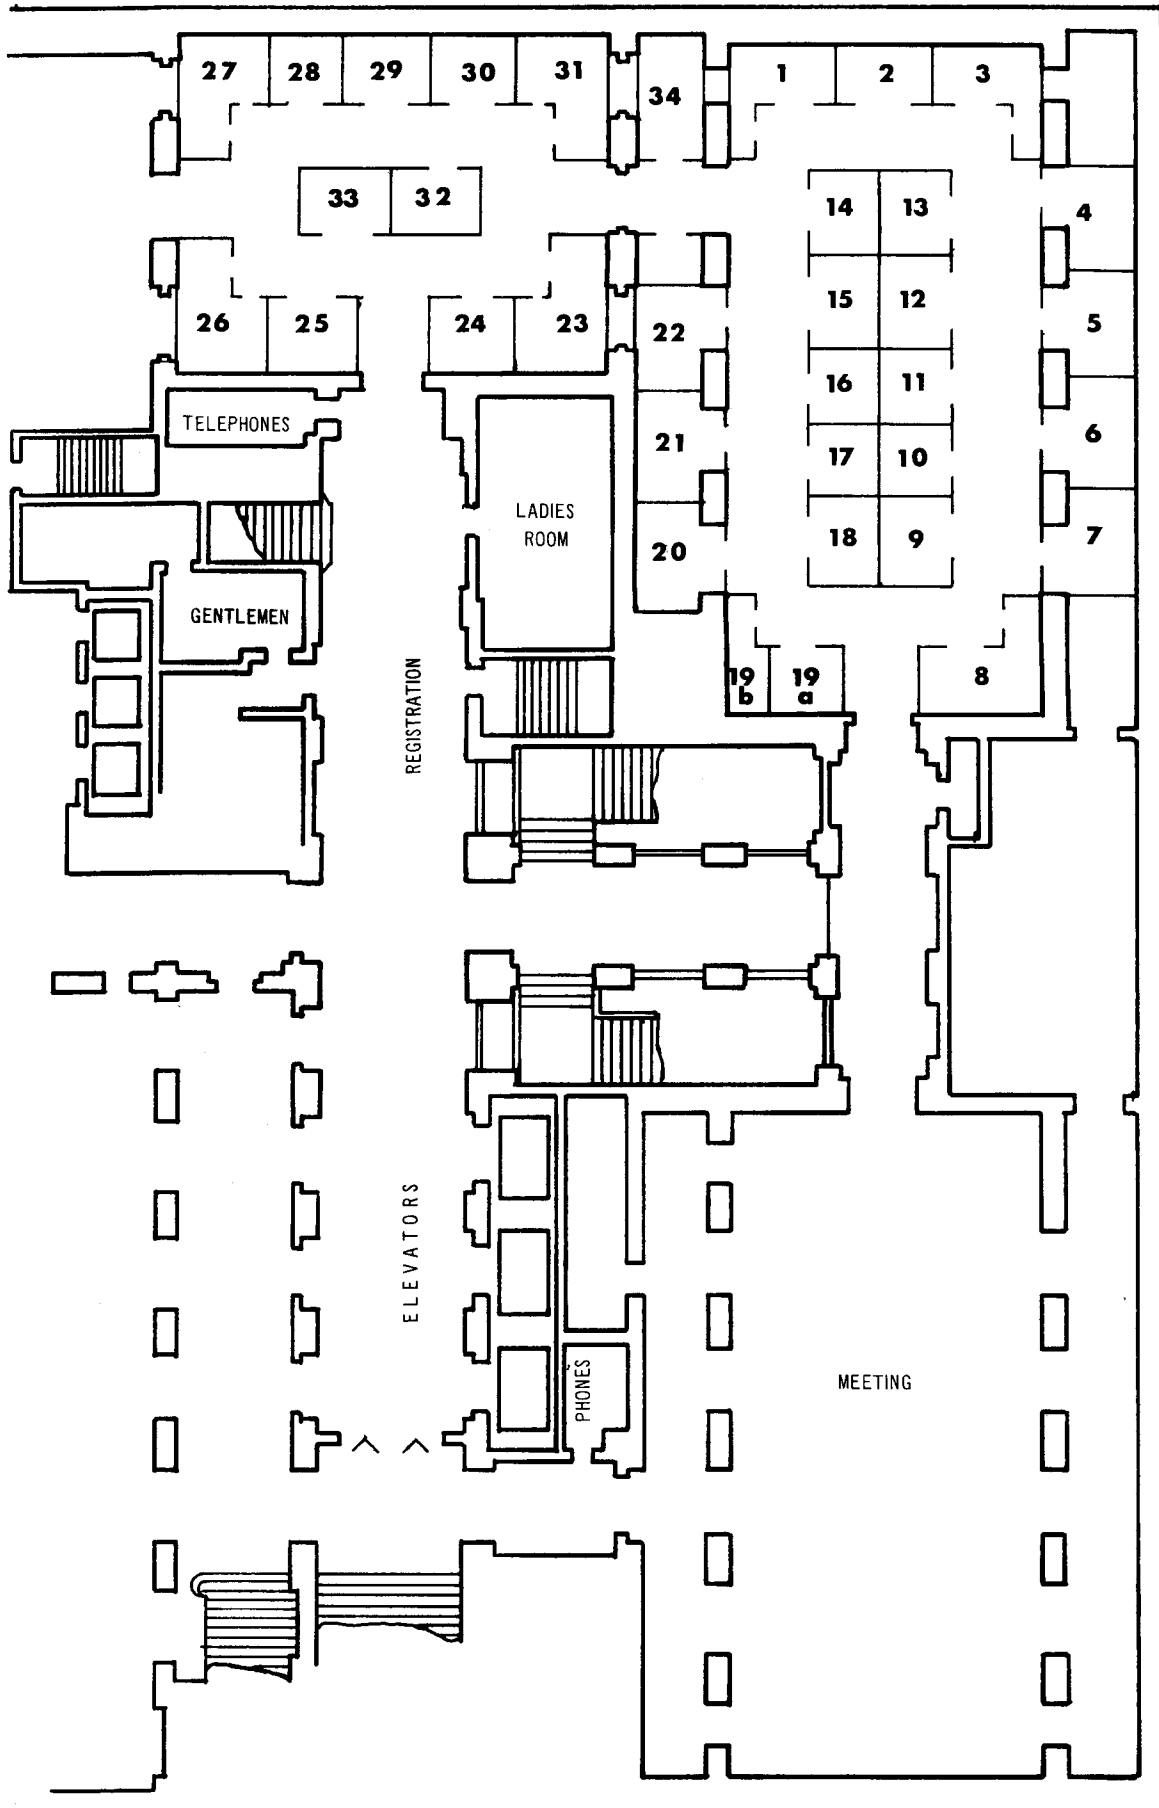 27 28 29 30 31
34
1 2 3
33 32
14 13
4
26 25 24 23
22
15 12
5
16 11
TELEPHONES
21
17 10
6
LADIES
ROOM
20
18 9
7
GENTLEMEN
REGISTRATION
19
b
19
a
8
ELEVATORS
PHONES
MEETING